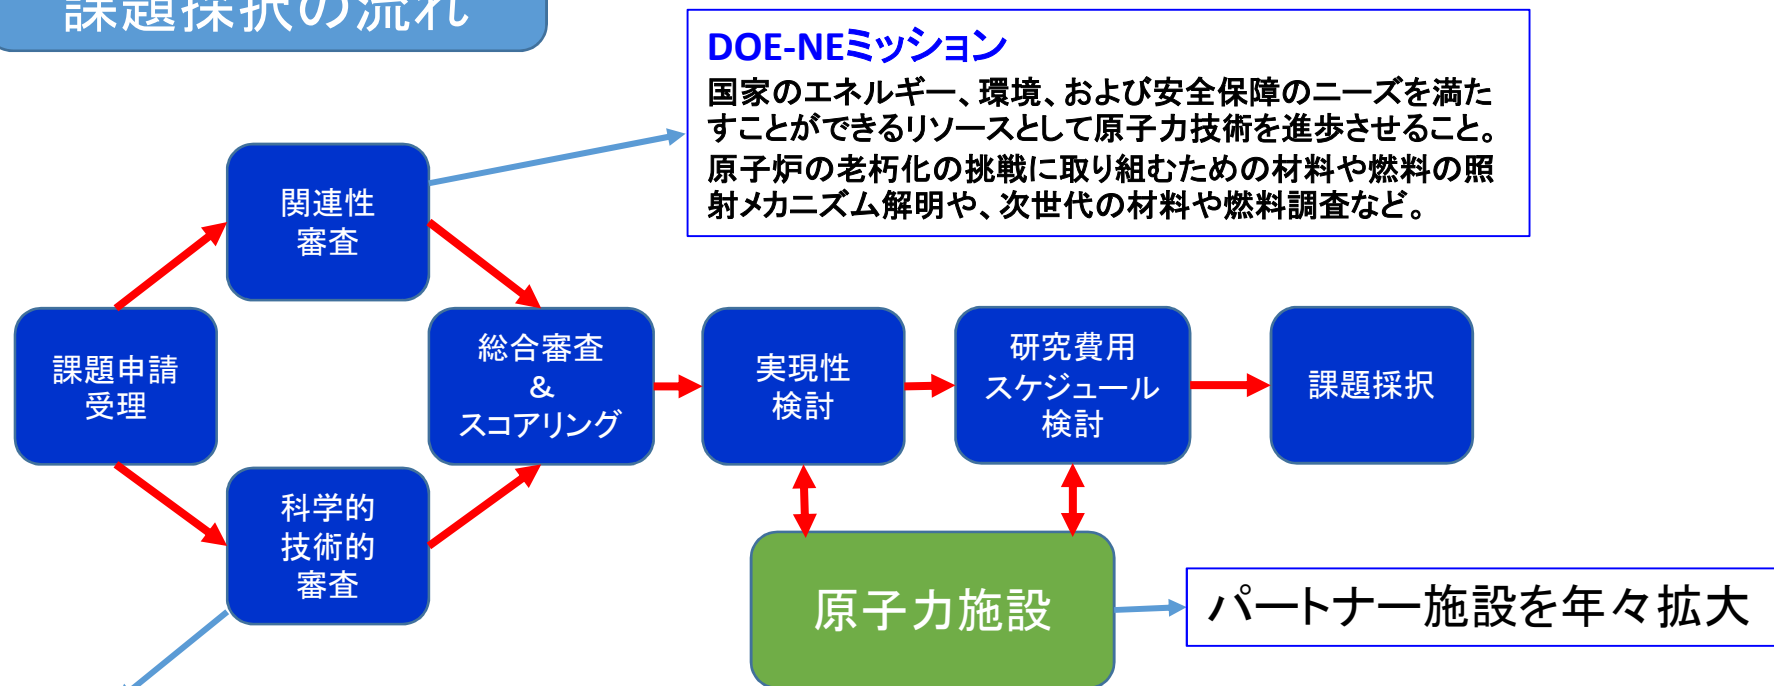 課題採択の流れ
DOE-NEミッション
国家のエネルギー、環境、および安全保障のニーズを満た
すことができるリソースとして原子力技術を進歩させること。
原子炉の老朽化の挑戦に取り組むための材料や燃料の照
射メカニズム解明や、次世代の材料や燃料調査など。
関連性
審査
課題申請
受理
総合審査
&
スコアリング
実現性
検討
研究費用
スケジュール
検討
課題採択
科学的
技術的
審査
原子力施設
パートナー施設を年々拡大